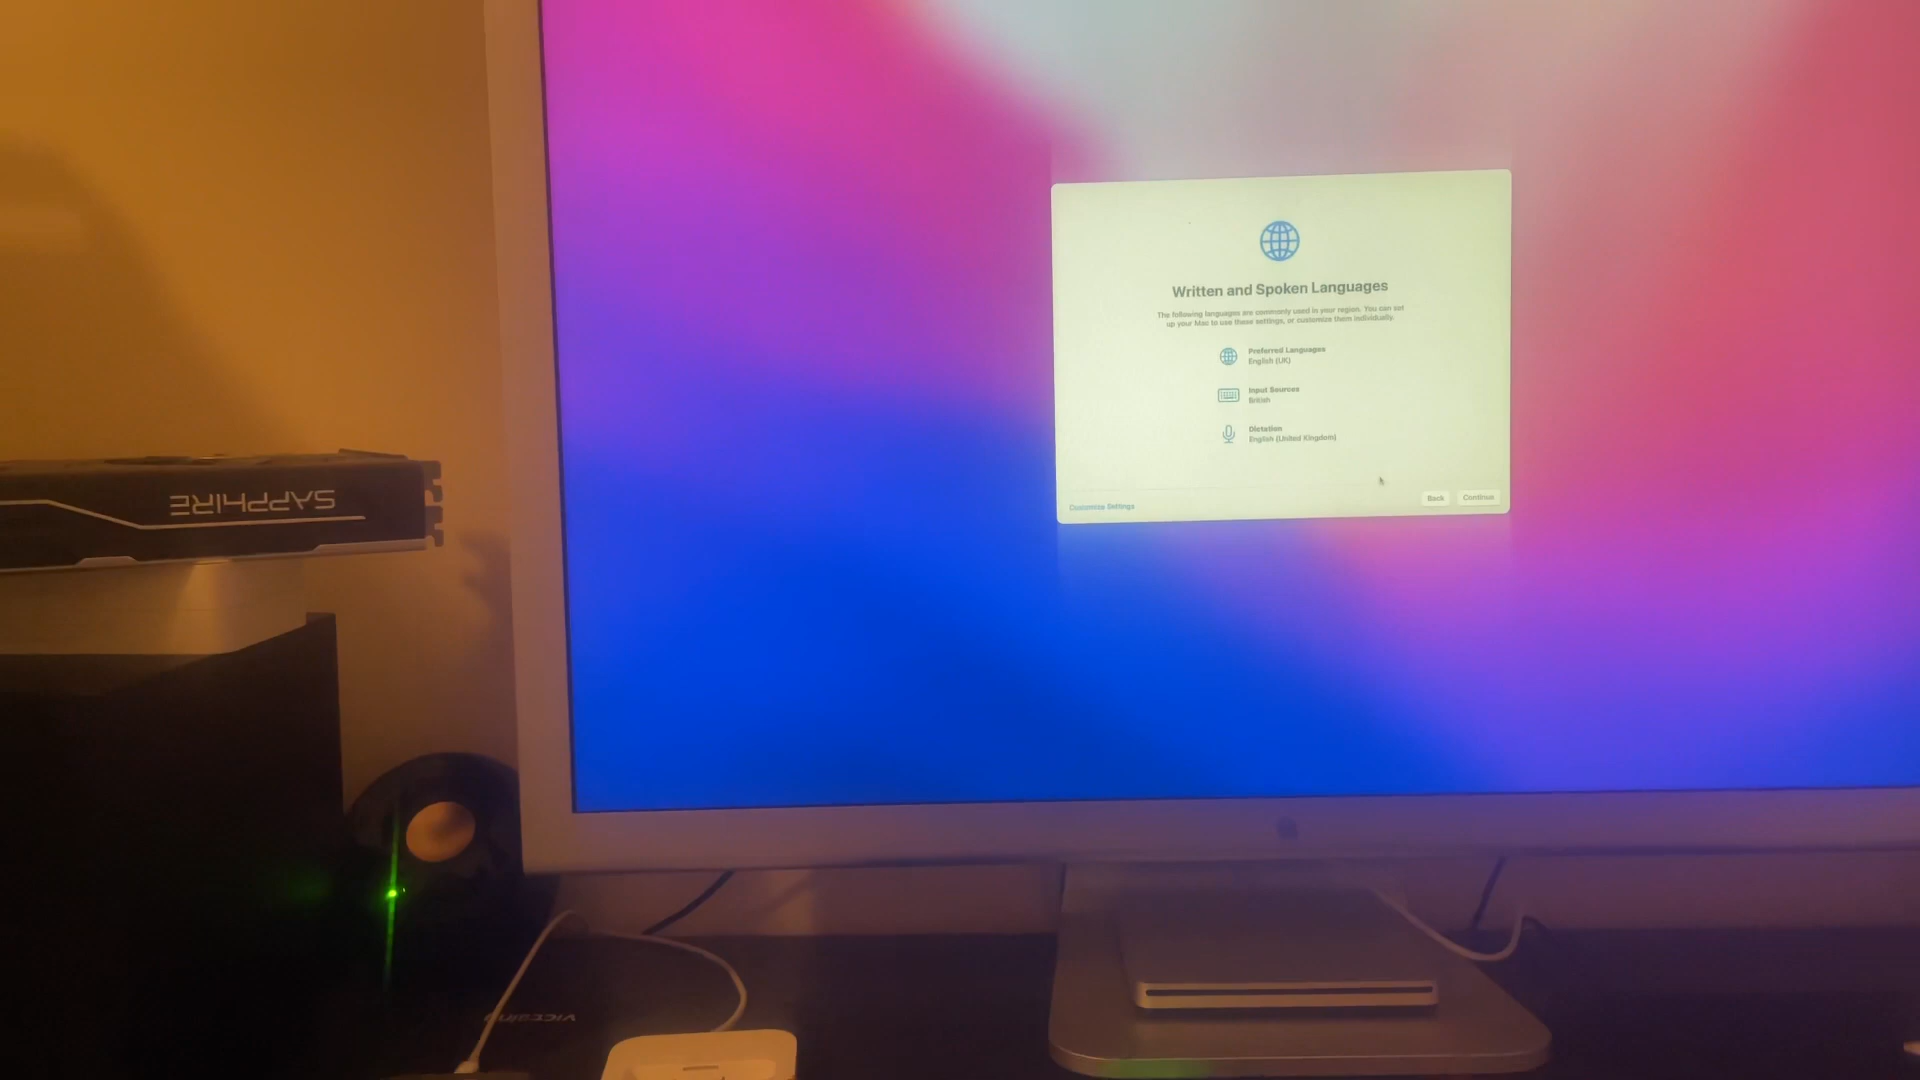 SAPPHIRE
Written and Spoken Languages
The following languages are commonly used in your region. You can set
up your Mac to use these settings, or customize them individually.
Preferred Languages
English (UK)
Input Sources
British
Dictation
English (United Kingdom)
Customize Settings
Back
Continue
victsing